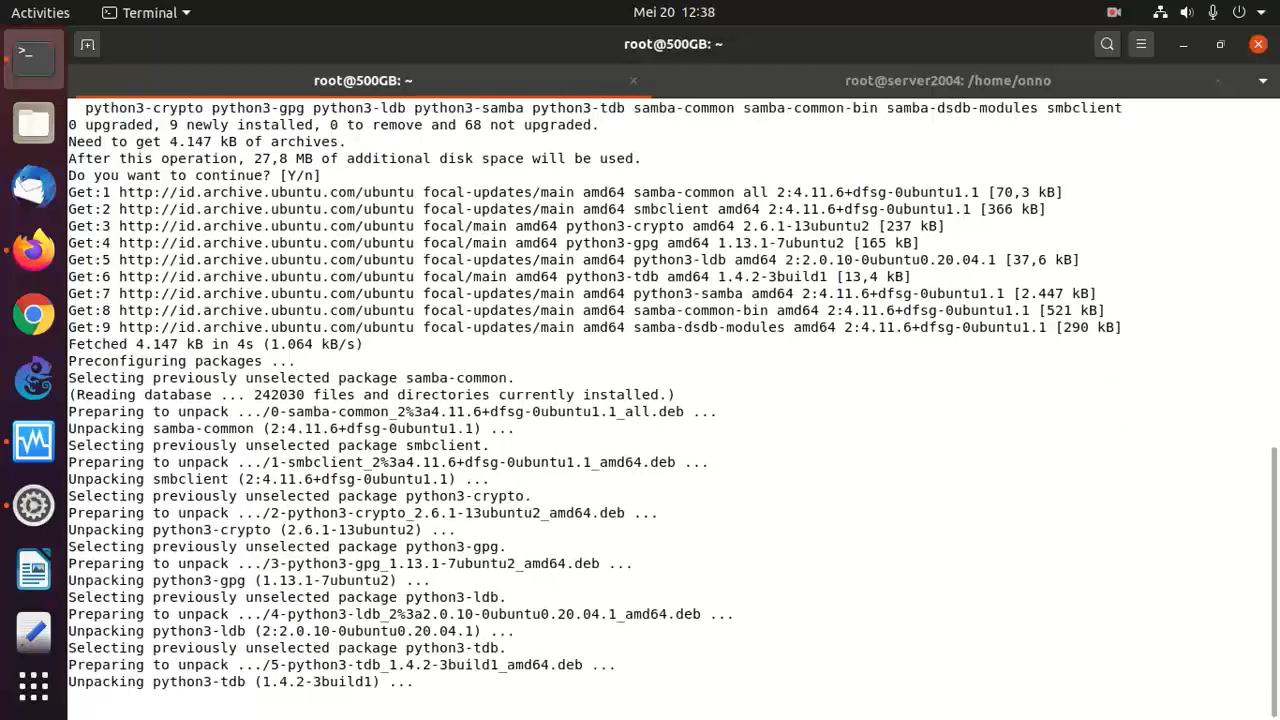 Activities
Terminal
Mei 20 12:38
root@500GB: ~
root@500GB: ~
root@server2004: /home/onno
python3-crypto python3-gpg python3-ldb python3-samba python3-tdb samba-common samba-common-bin samba-dsdb-modules smbclient
0 upgraded, 9 newly installed, 0 to remove and 68 not upgraded.
Need to get 4.147 kB of archives.
After this operation, 27,8 MB of additional disk space will be used.
Do you want to continue? [Y/n]
Get:1 http://id.archive.ubuntu.com/ubuntu focal-updates/main amd64 samba-common all 2:4.11.6+dfsg-0ubuntu1.1 [70,3 kB]
Get:2 http://id.archive.ubuntu.com/ubuntu focal-updates/main amd64 smbclient amd64 2:4.11.6+dfsg-0ubuntu1.1 [366 kB]
Get:3 http://id.archive.ubuntu.com/ubuntu focal/main amd64 python3-crypto amd64 2.6.1-13ubuntu2 [237 kB]
Get:4 http://id.archive.ubuntu.com/ubuntu focal/main amd64 python3-gpg amd64 1.13.1-7ubuntu2 [165 kB]
Get:5 http://id.archive.ubuntu.com/ubuntu focal-updates/main amd64 python3-ldb amd64 2:2.0.10-0ubuntu0.20.04.1 [37,6 kB]
Get:6 http://id.archive.ubuntu.com/ubuntu focal/main amd64 python3-tdb amd64 1.4.2-3build1 [13,4 kB]
Get:7 http://id.archive.ubuntu.com/ubuntu focal-updates/main amd64 python3-samba amd64 2:4.11.6+dfsg-0ubuntu1.1 [2.447 kB]
Get:8 http://id.archive.ubuntu.com/ubuntu focal-updates/main amd64 samba-common-bin amd64 2:4.11.6+dfsg-0ubuntu1.1 [521 kB]
Get:9 http://id.archive.ubuntu.com/ubuntu focal-updates/main amd64 samba-dsdb-modules amd64 2:4.11.6+dfsg-0ubuntu1.1 [290 kB]
Fetched 4.147 kB in 4s (1.064 kB/s)
Preconfiguring packages ...
Selecting previously unselected package samba-common.
(Reading database ... 242030 files and directories currently installed.)
Preparing to unpack .../0-samba-common_2%3a4.11.6+dfsg-0ubuntu1.1_all.deb ...
Unpacking samba-common (2:4.11.6+dfsg-0ubuntu1.1) ...
Selecting previously unselected package smbclient.
Preparing to unpack .../1-smbclient_2%3a4.11.6+dfsg-0ubuntu1.1_amd64.deb ...
Unpacking smbclient (2:4.11.6+dfsg-0ubuntu1.1) ...
Selecting previously unselected package python3-crypto.
Preparing to unpack .../2-python3-crypto_2.6.1-13ubuntu2_amd64.deb ...
Unpacking python3-crypto (2.6.1-13ubuntu2) ...
Selecting previously unselected package python3-gpg.
Preparing to unpack .../3-python3-gpg_1.13.1-7ubuntu2_amd64.deb ...
Unpacking python3-gpg (1.13.1-7ubuntu2) ...
Selecting previously unselected package python3-ldb.
Preparing to unpack .../4-python3-ldb_2%3a2.0.10-0ubuntu0.20.04.1_amd64.deb ...
Unpacking python3-ldb (2:2.0.10-0ubuntu0.20.04.1) ...
Selecting previously unselected package python3-tdb.
Preparing to unpack .../5-python3-tdb_1.4.2-3build1_amd64.deb ...
Unpacking python3-tdb (1.4.2-3build1) ...